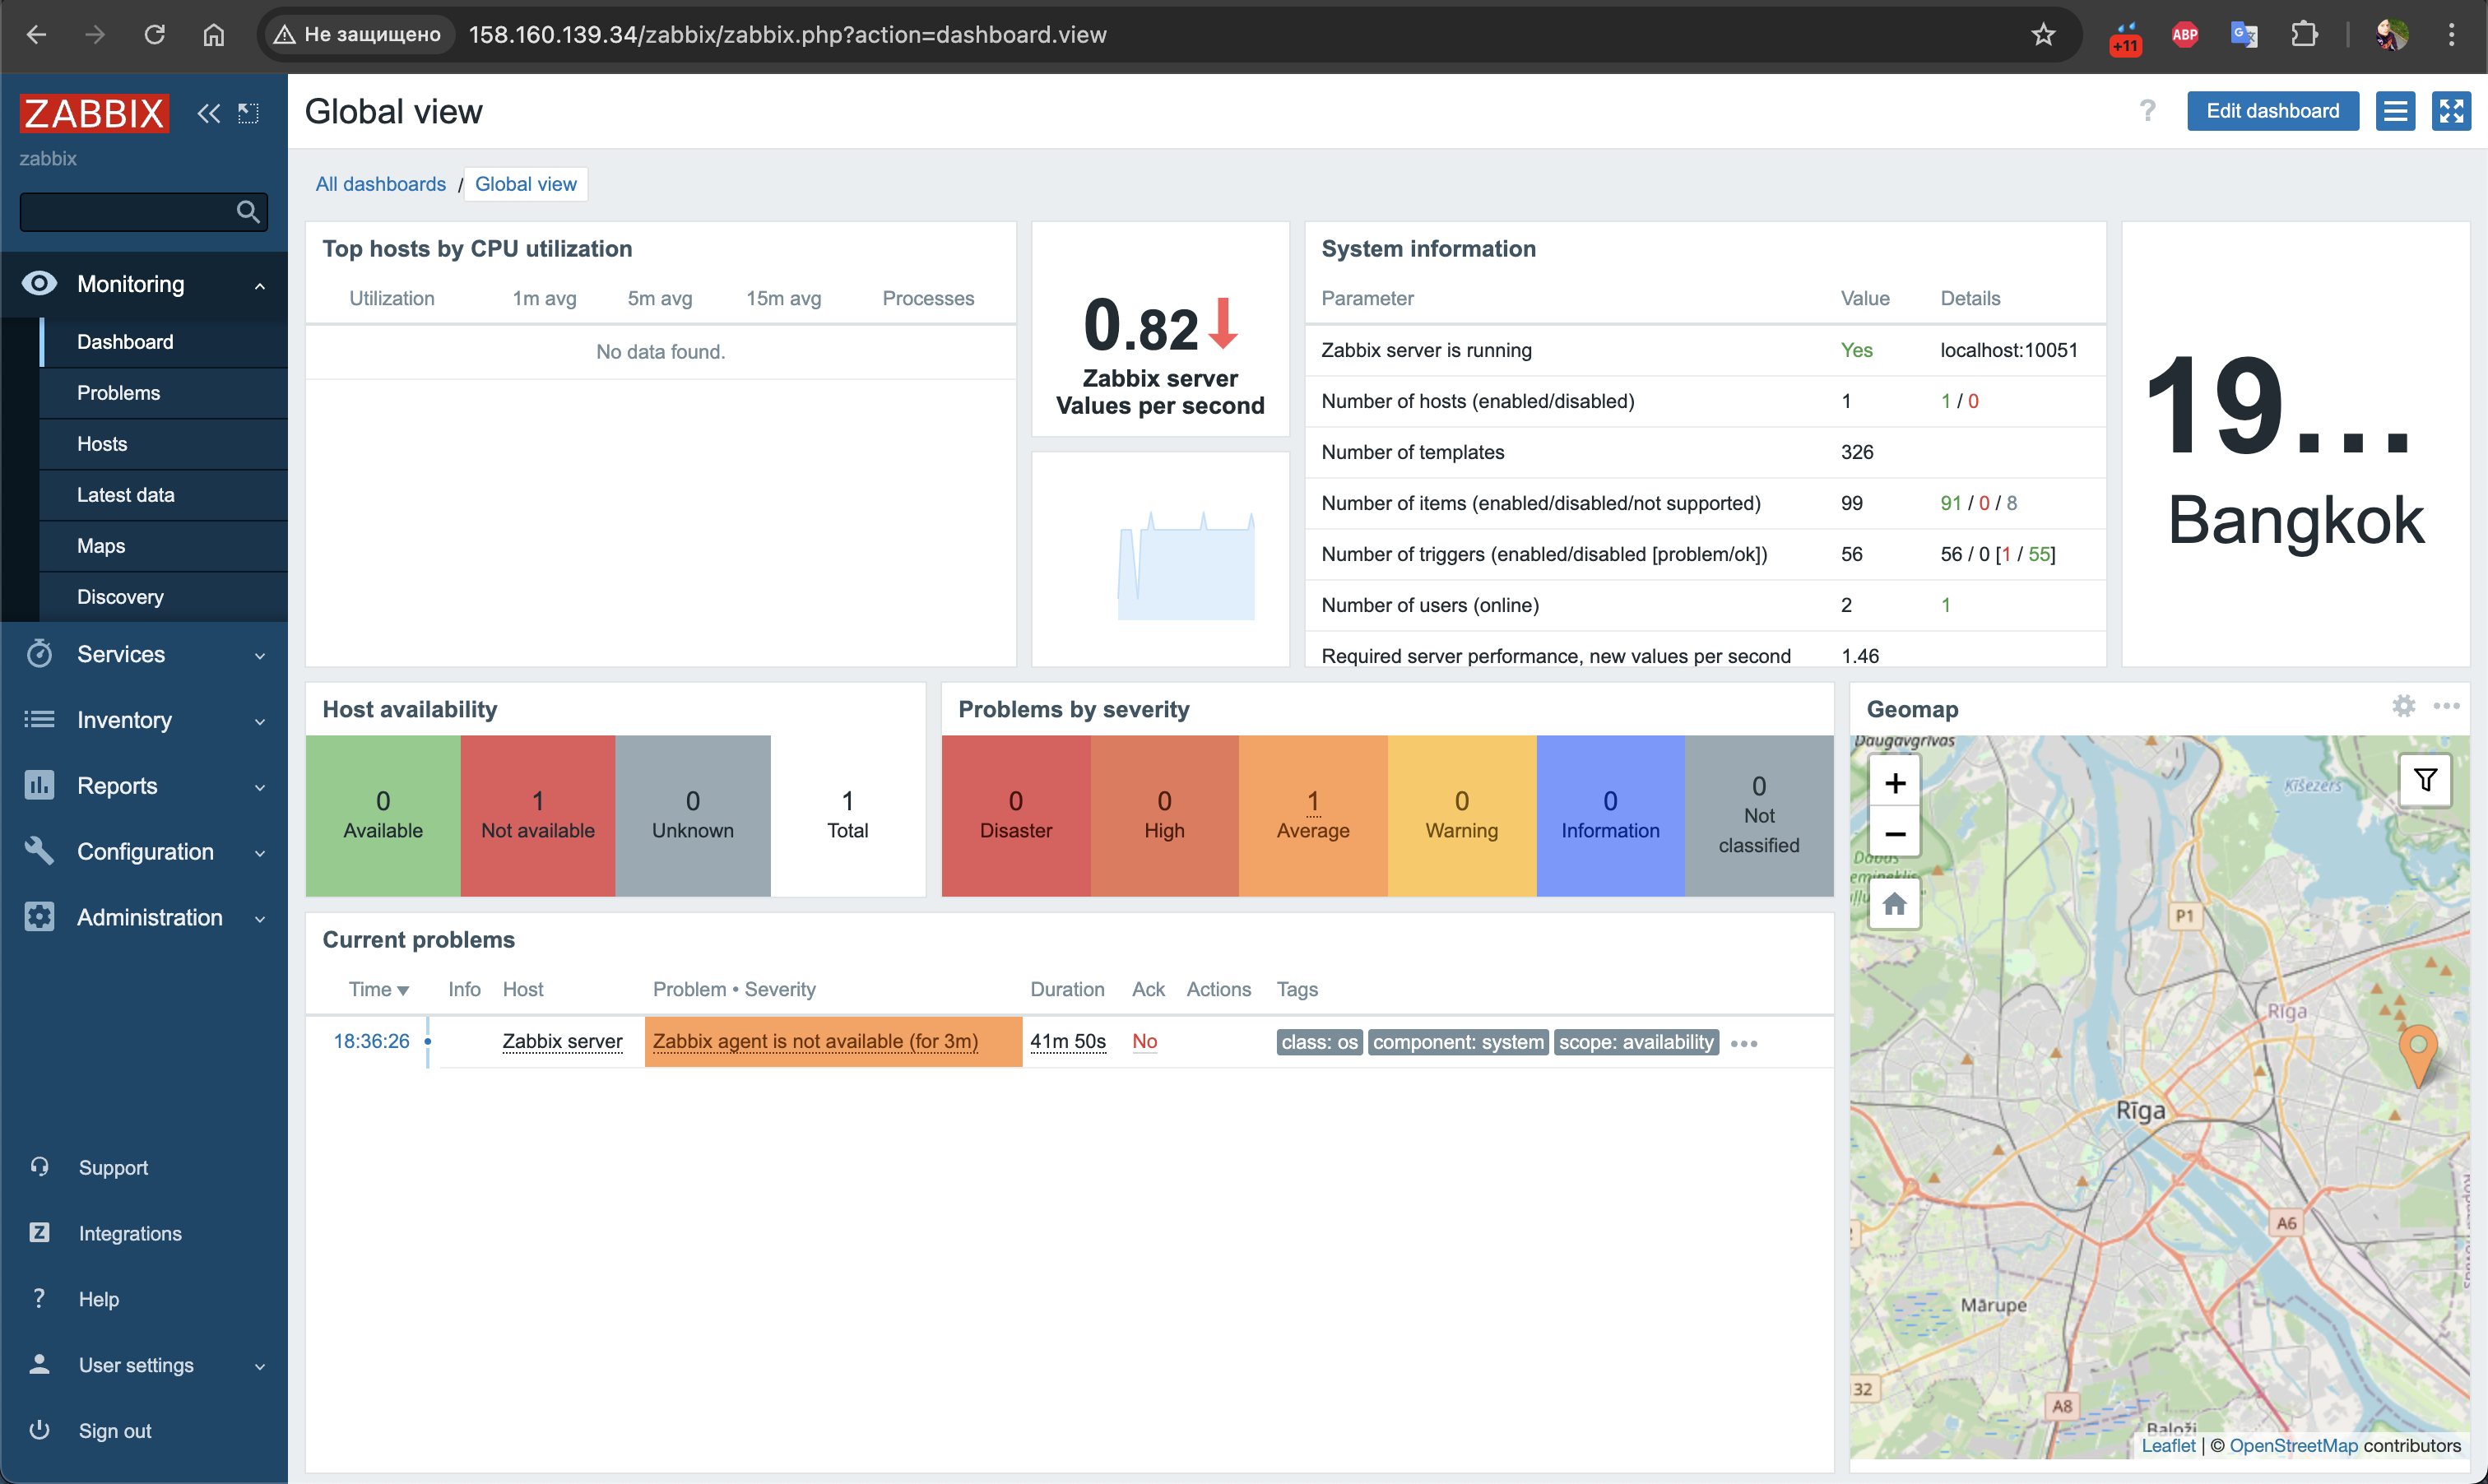 Не защищено
158.160.139.34/zabbix/zabbix.php?action=dashboard.view
+11
ABP
ZABBIX
zabbix
Monitoring
Dashboard
Problems
Hosts
Latest data
Maps
Discovery
Services
Inventory
Reports
Configuration
Administration
Support
Z Integrations
? Help
User settings
Sign out
Global view
?
Edit dashboard
All dashboards / Global view
Top hosts by CPU utilization
Utilization 1m avg 5m avg 15m avg Processes
No data found.
0.82
Zabbix server
Values per second
System information
Parameter Value Details
Zabbix server is running Yes localhost:10051
Number of hosts (enabled/disabled) 1 1 / 0
Number of templates 326
Number of items (enabled/disabled/not supported) 99 91 / 0 / 8
Number of triggers (enabled/disabled [problem/ok]) 56 56 / 0 [1 / 55]
Number of users (online) 2 1
Required server performance, new values per second 1.46
19...
Bangkok
Host availability
0
Available
1
Not available
0
Unknown
1
Total
Problems by severity
0
Disaster
0
High
1
Average
0
Warning
0
Information
0
Not
classified
Current problems
Time Info Host Problem • Severity Duration Ack Actions Tags
18:36:26 Zabbix server Zabbix agent is not available (for 3m) 41m 50s No class: os component: system scope: availability
Geomap
Daugavgrīvas
+
−
Ķīšezers
P1
Rīga
Rīga
A6
Mārupe
32
A8
Baloži
Leaflet | © OpenStreetMap contributors